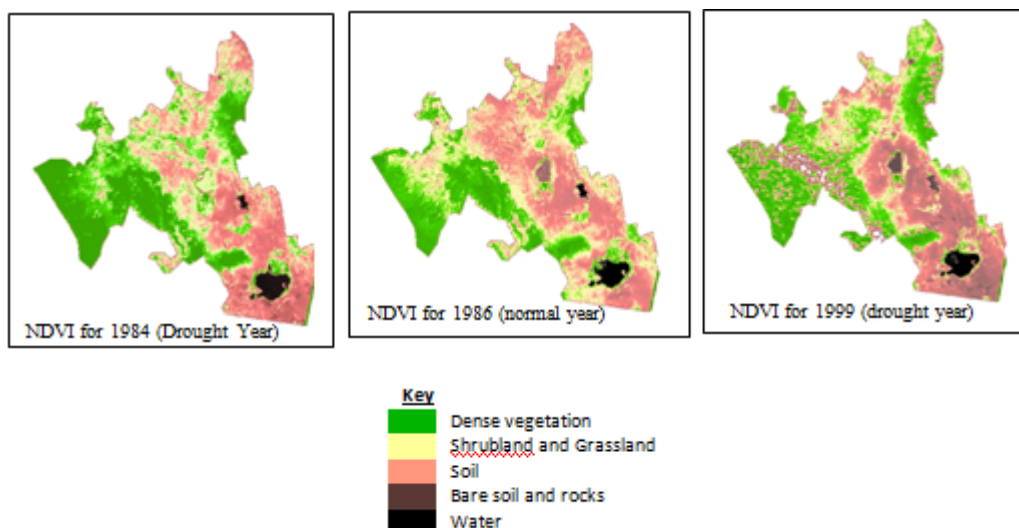 NDVI for 1984 (Drought Year)
NDVI for 1986 (normal year)
NDVI for 1999 (drought year)
Key
Dense vegetation
Shrubland and Grassland
Soil
Bare soil and rocks
Water